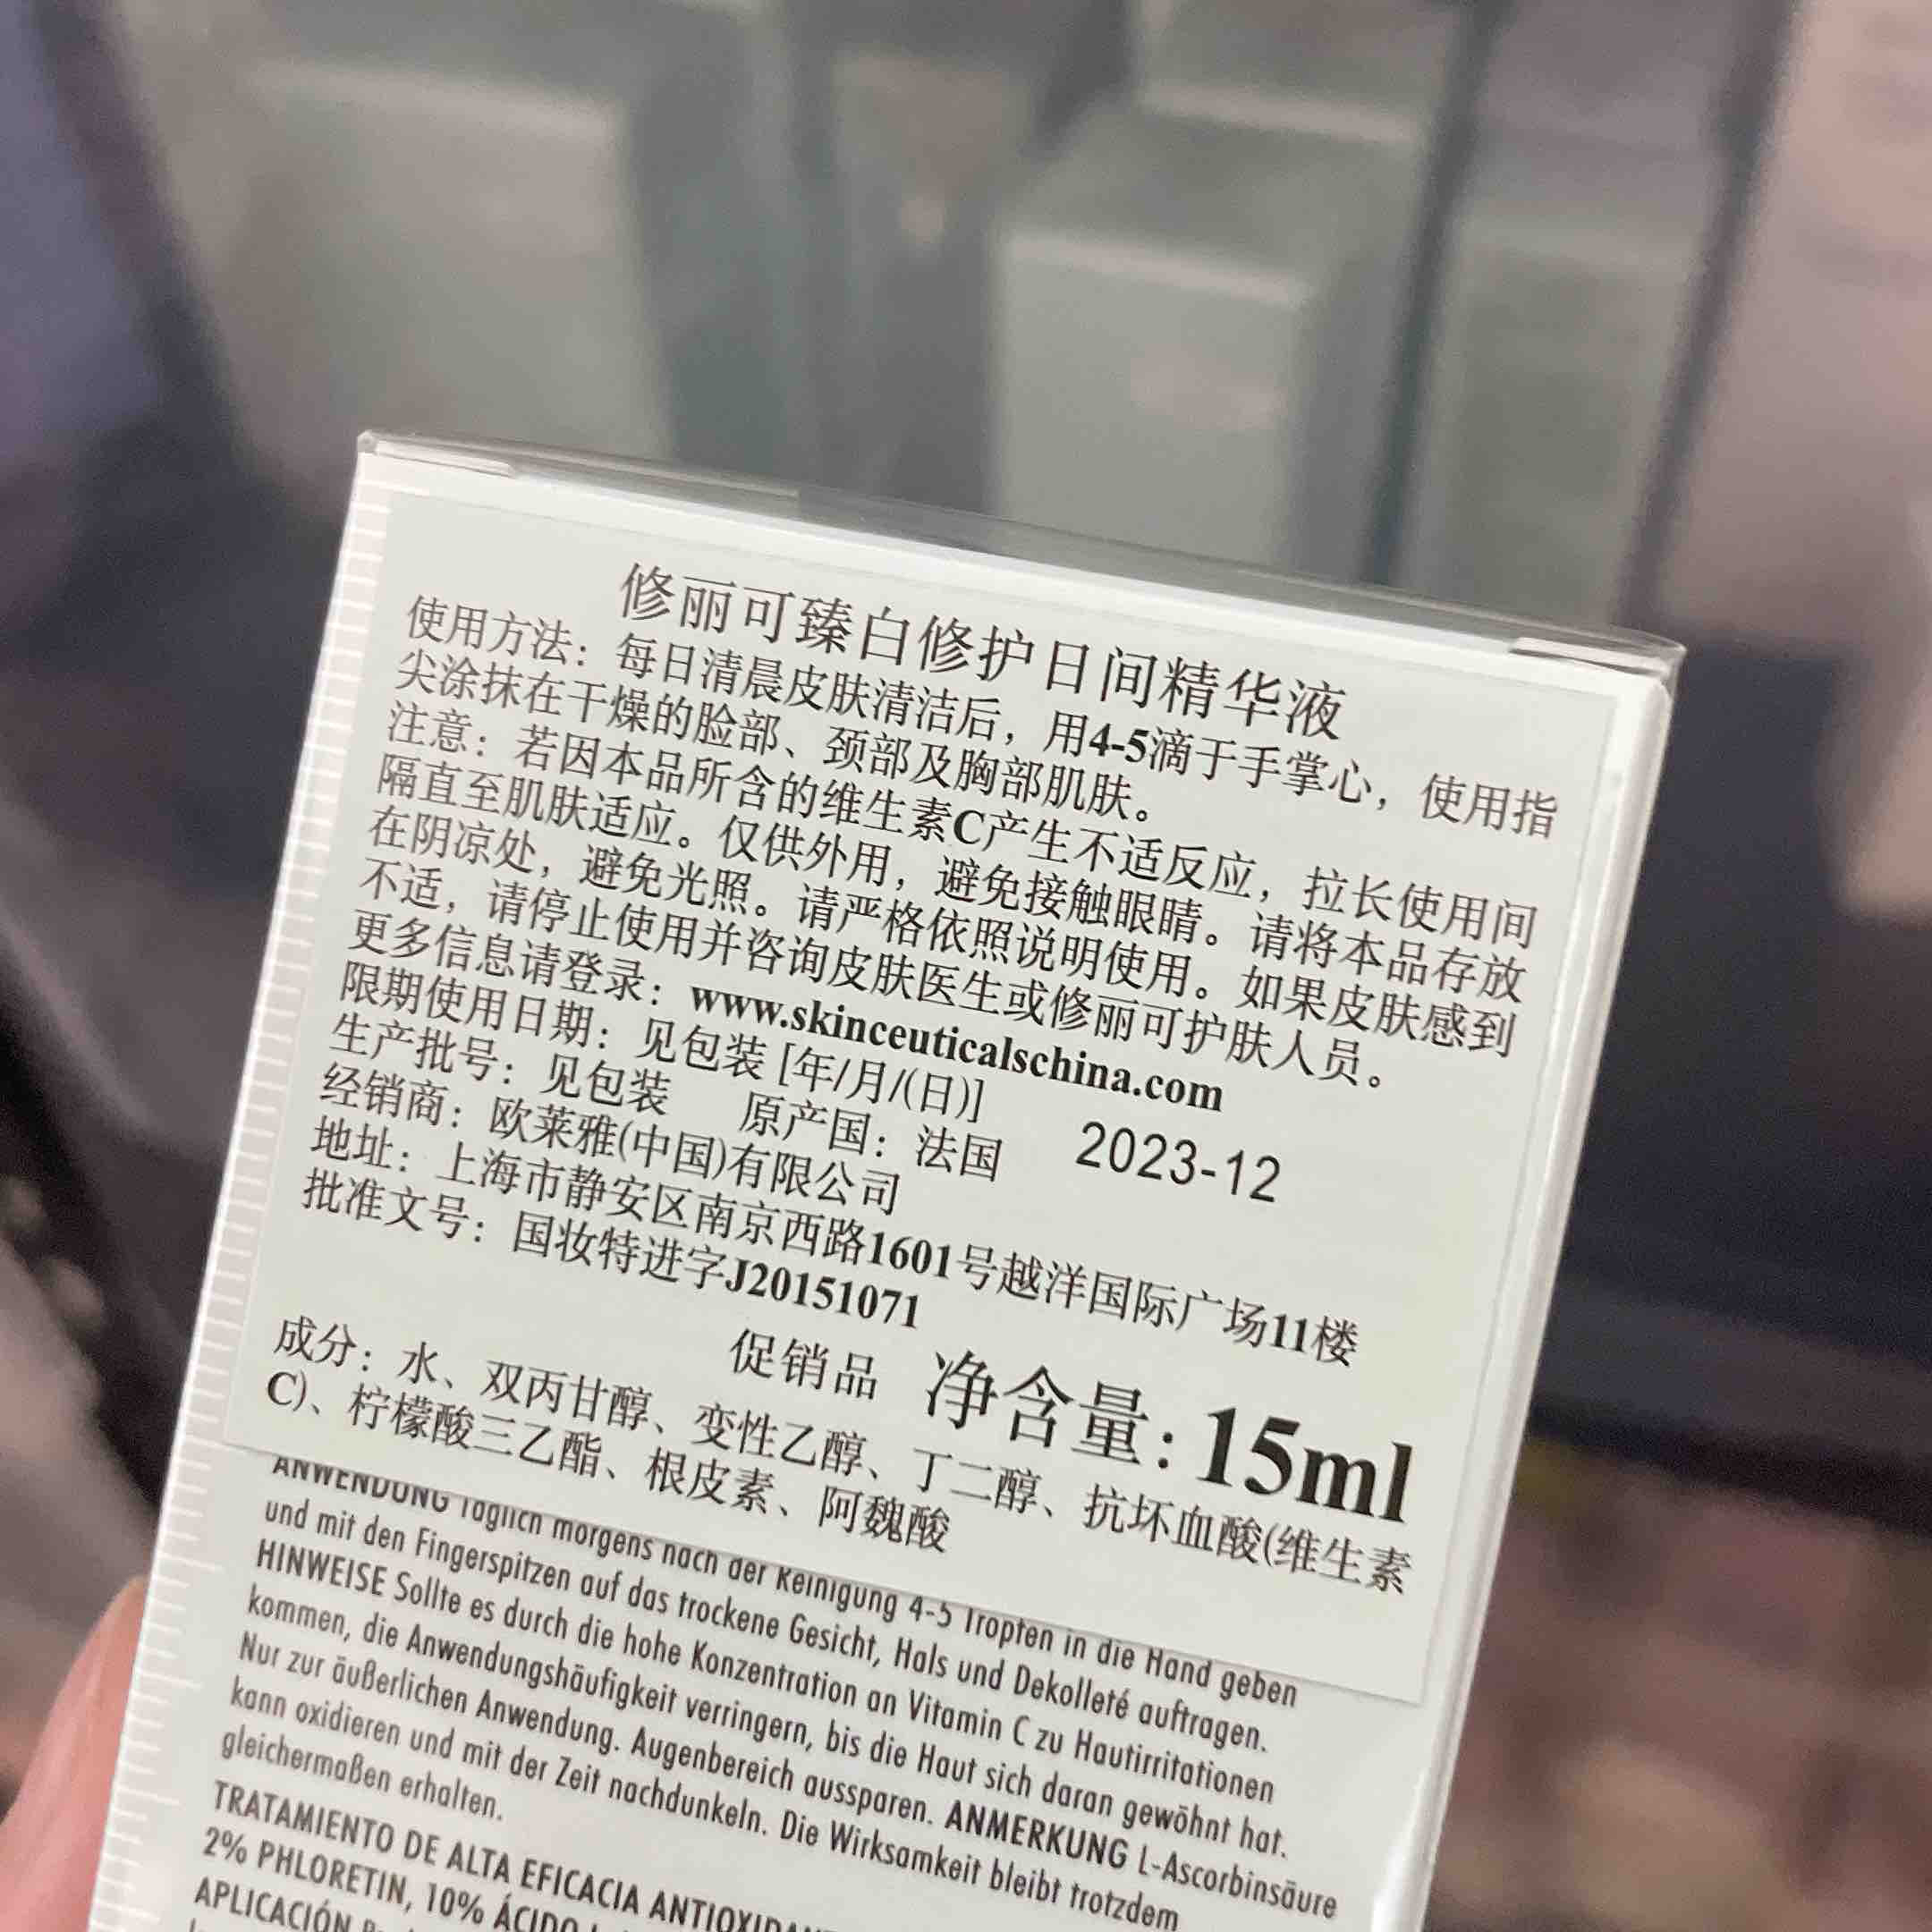 修丽可臻白修护日间精华液
使用方法：每日清晨皮肤清洁后，用4-5滴于手掌心，使用指
尖涂抹在干燥的脸部、颈部及胸部肌肤。
注意：若因本品所含的维生素C产生不适反应，拉长使用间
隔直至肌肤适应。仅供外用，避免接触眼睛。请将本品存放
在阴凉处，避免光照。请严格依照说明使用。如果皮肤感到
不适，请停止使用并咨询皮肤医生或修丽可护肤人员。
更多信息请登录：www.skinceuticalschina.com
限期使用日期：见包装 [年/月/(日)]
生产批号：见包装 原产国：法国 2023-12
经销商：欧莱雅(中国)有限公司
地址：上海市静安区南京西路1601号越洋国际广场11楼
批准文号：国妆特进字J20151071
促销品 净含量：15ml
成分：水、双丙甘醇、变性乙醇、丁二醇、抗坏血酸(维生素
C)、柠檬酸三乙酯、根皮素、阿魏酸
ANWENDUNG Täglich morgens nach der Reinigung 4-5 Tropfen in die Hand geben
und mit den Fingerspitzen auf das trockene Gesicht, Hals und Dekolleté auftragen.
HINWEISE Sollte es durch die hohe Konzentration an Vitamin C zu Hautirritationen
kommen, die Anwendungshäufigkeit verringern, bis die Haut sich daran gewöhnt hat.
Nur zur äußerlichen Anwendung. Augenbereich aussparen. ANMERKUNG L-Ascorbinsäure
kann oxidieren und mit der Zeit nachdunkeln. Die Wirksamkeit bleibt trotzdem
gleichermaßen erhalten.
TRATAMIENTO DE ALTA EFICACIA
2% PHLORETIN, 10% ÁCIDO
APLICACIÓN